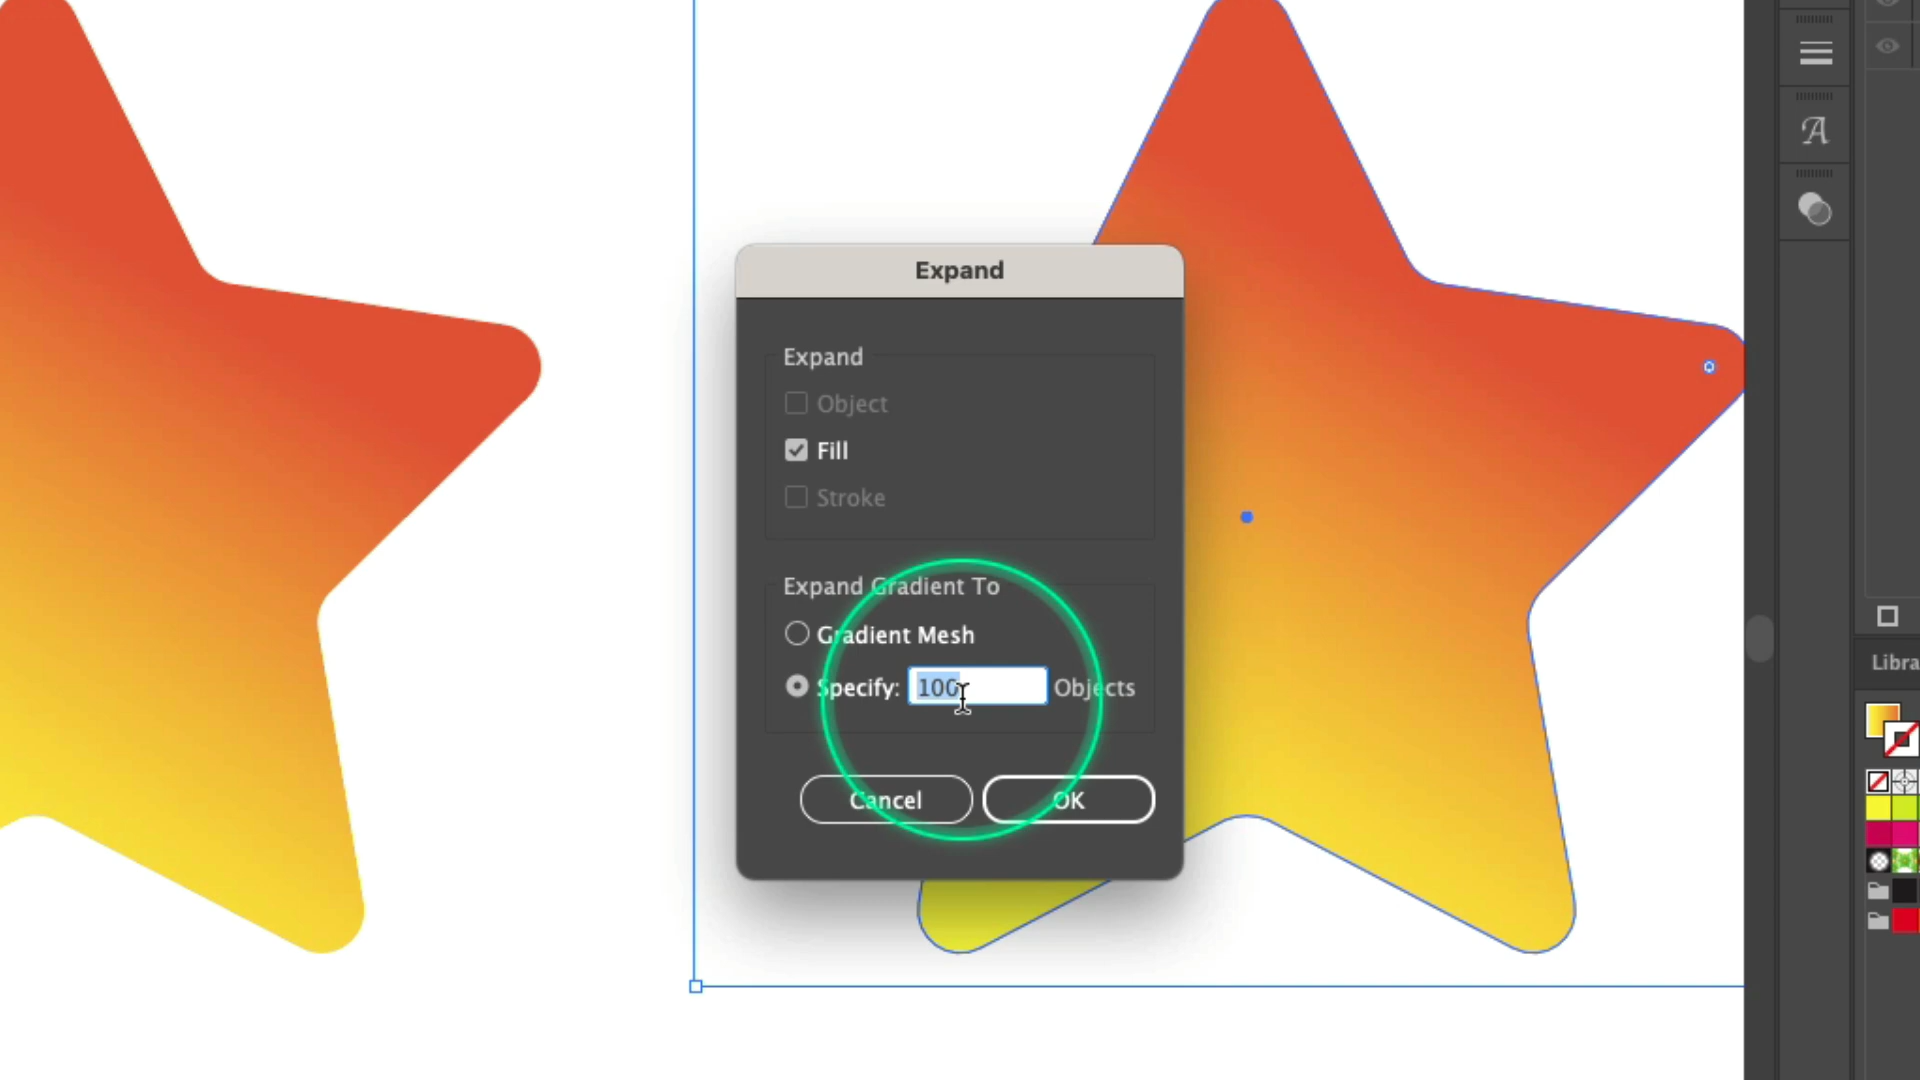 Expand
Expand
Object
Fill
Stroke
Expand Gradient To
Gradient Mesh
Specify: 100 Objects
Cancel OK
A
Libra